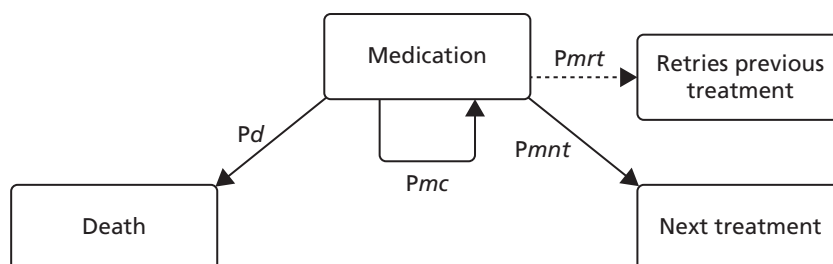 Medication
Pmrt
Retries previous
treatment
Pd
Pmc
Pmnt
Death
Next treatment